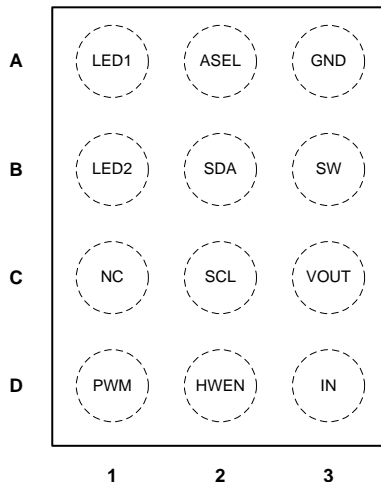 A LED1 ASEL GND
B LED2 SDA SW
C NC SCL VOUT
D PWM HWEN IN
1 2 3